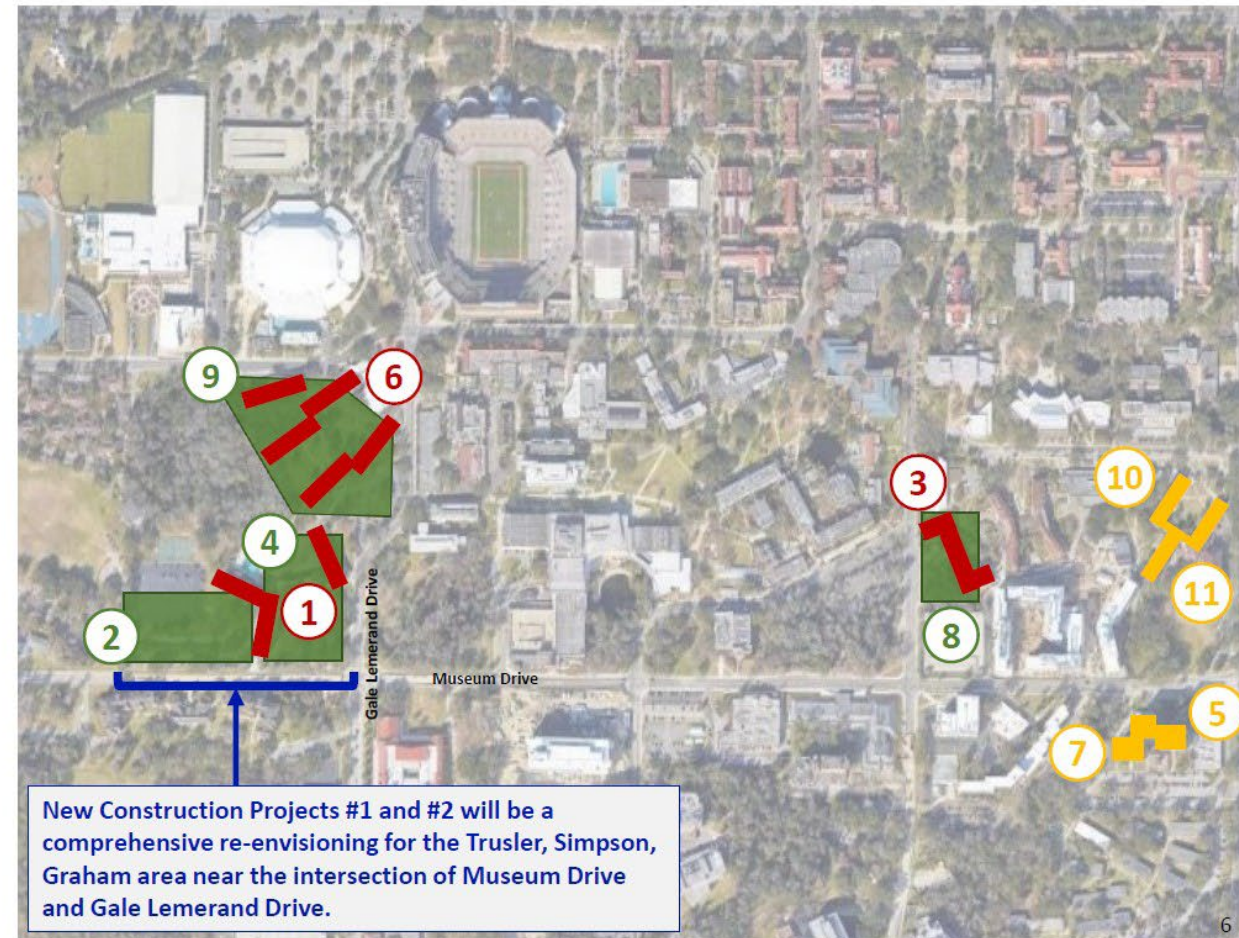 9
6
3
10
4
11
1
2
8
Gale Lemerand Drive
Museum Drive
5
7
New Construction Projects #1 and #2 will be a
comprehensive re-envisioning for the Trusler, Simpson,
Graham area near the intersection of Museum Drive
and Gale Lemerand Drive.
6